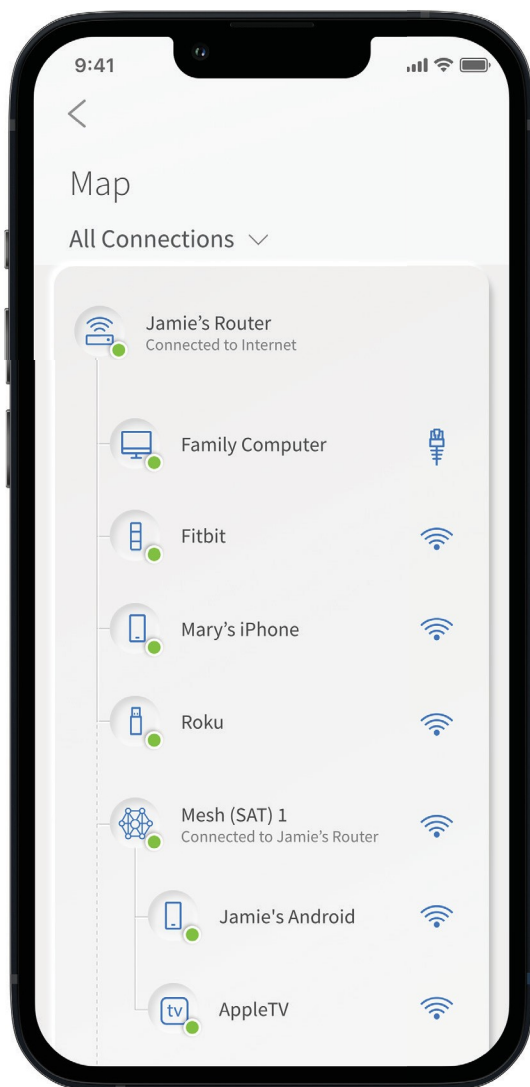 9:41
Map
All Connections
Jamie’s Router
Connected to Internet
Family Computer
Fitbit
Mary’s iPhone
Roku
Mesh (SAT) 1
Connected to Jamie’s Router
Jamie's Android
tv
AppleTV